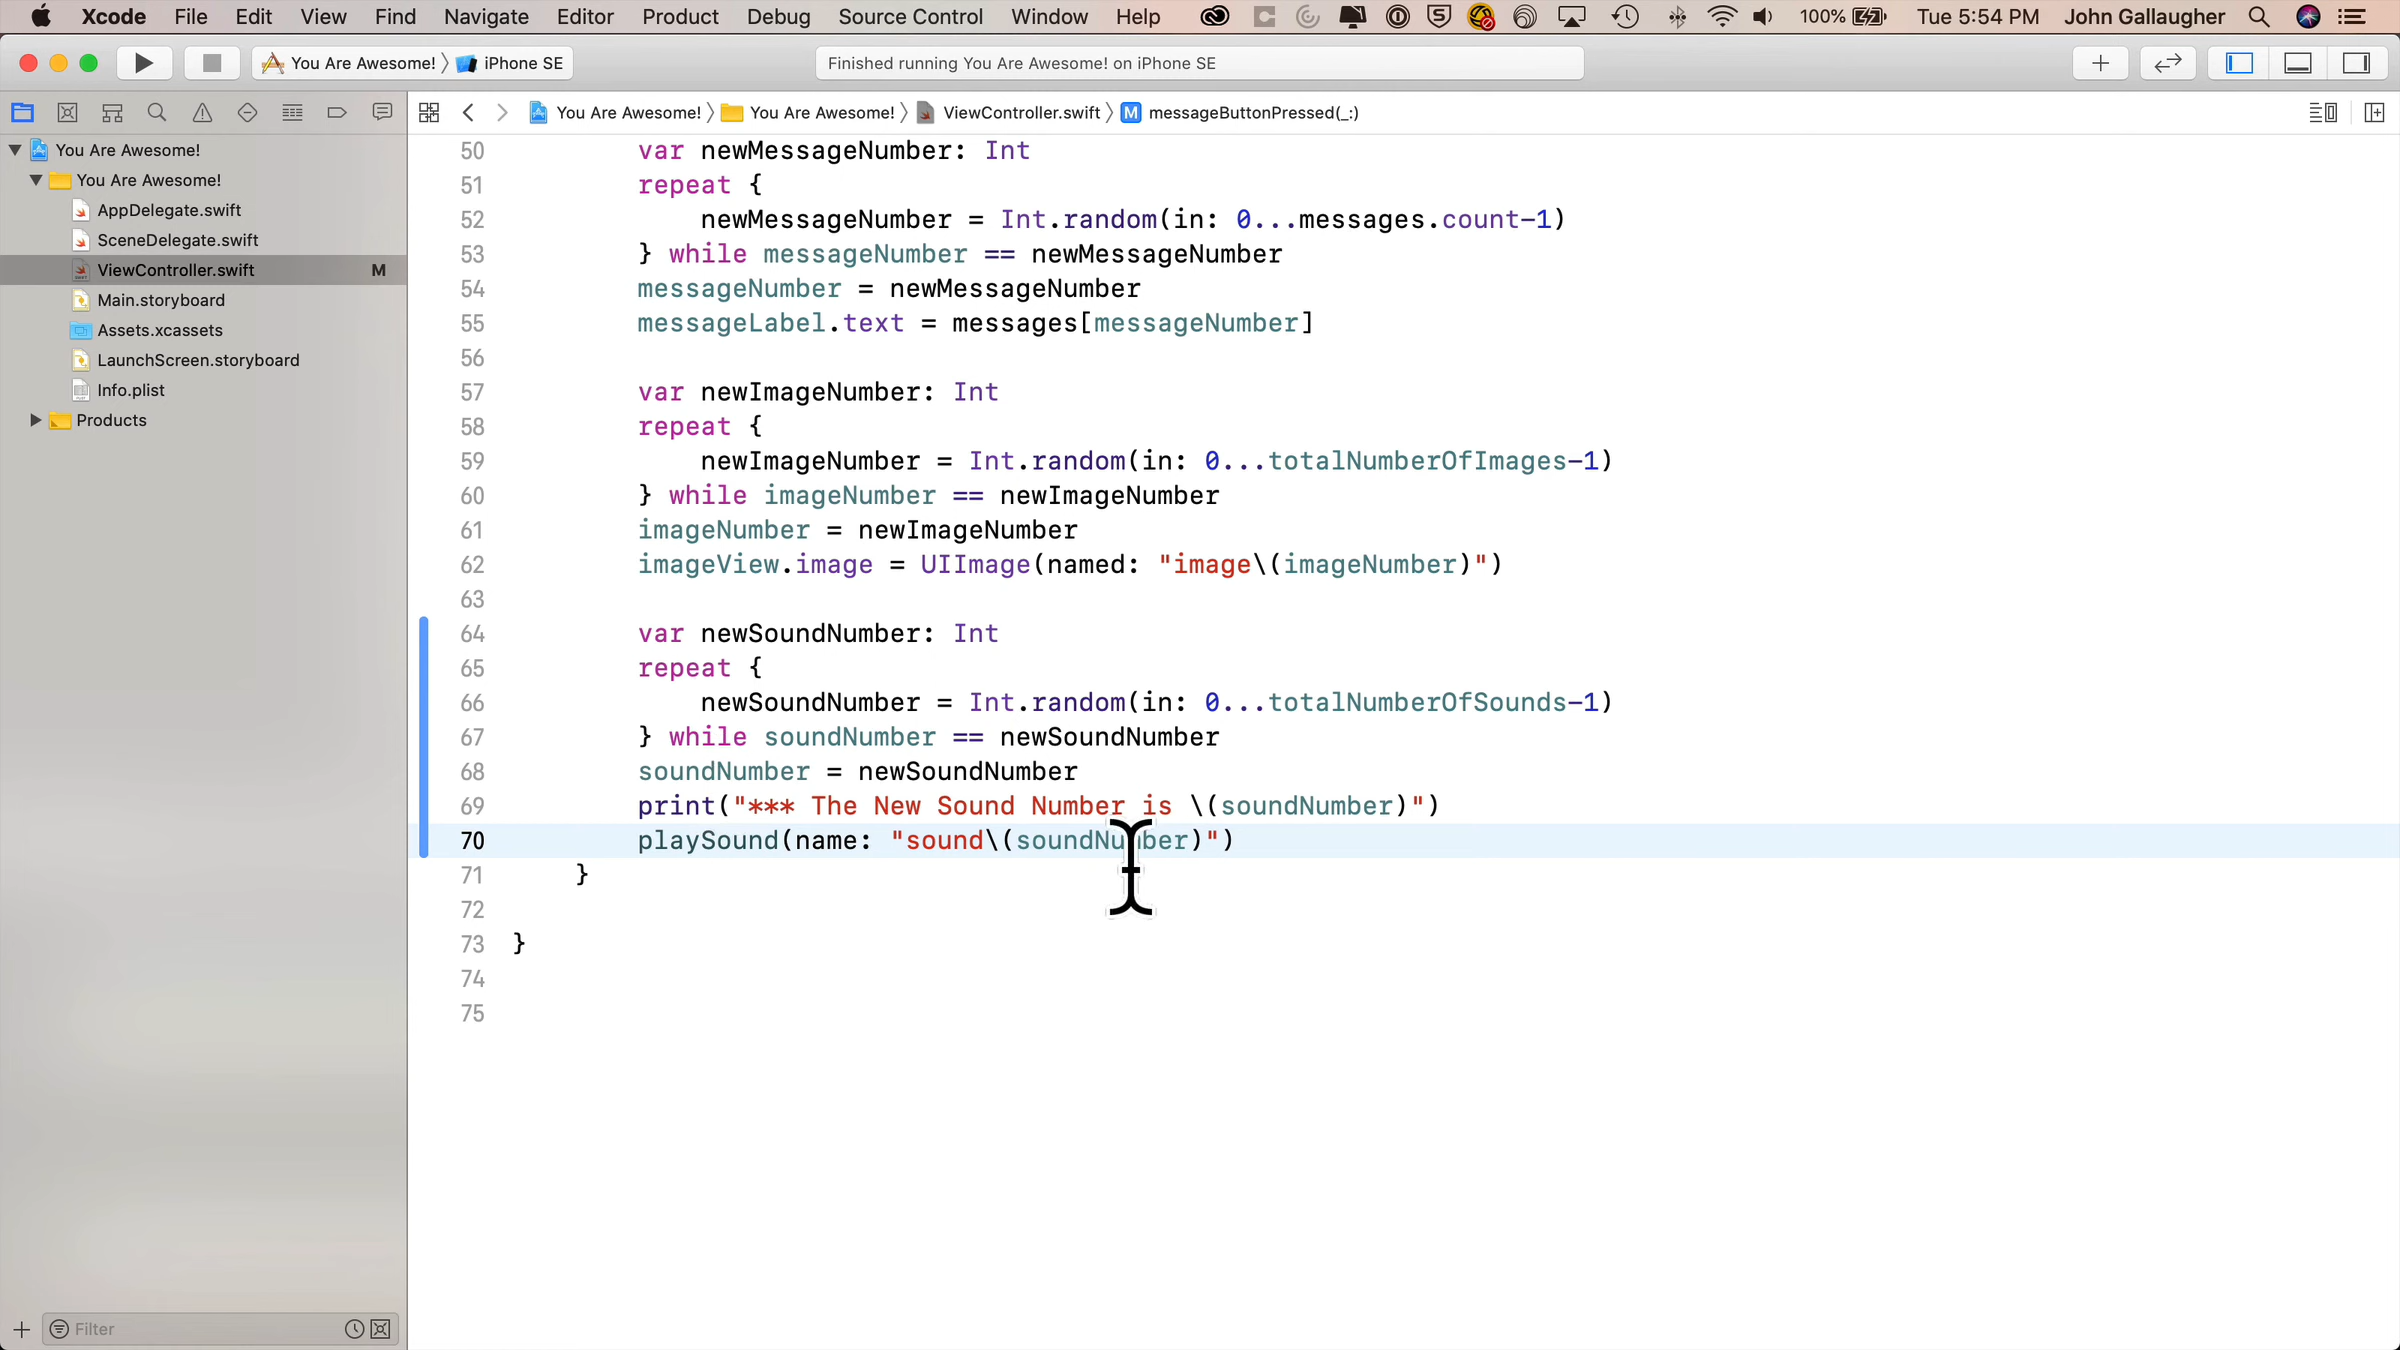 Xcode File Edit View Find Navigate Editor Product Debug Source Control Window Help 100% Tue 5:54 PM John Gallaugher
You Are Awesome! iPhone SE Finished running You Are Awesome! on iPhone SE
You Are Awesome! You Are Awesome! ViewController.swift M messageButtonPressed(_:)
You Are Awesome!
You Are Awesome!
AppDelegate.swift
SceneDelegate.swift
ViewController.swift M
Main.storyboard
Assets.xcassets
LaunchScreen.storyboard
Info.plist
Products
50 var newMessageNumber: Int
51 repeat {
52 newMessageNumber = Int.random(in: 0...messages.count-1)
53 } while messageNumber == newMessageNumber
54 messageNumber = newMessageNumber
55 messageLabel.text = messages[messageNumber]
56
57 var newImageNumber: Int
58 repeat {
59 newImageNumber = Int.random(in: 0...totalNumberOfImages-1)
60 } while imageNumber == newImageNumber
61 imageNumber = newImageNumber
62 imageView.image = UIImage(named: "image\(imageNumber)")
63
64 var newSoundNumber: Int
65 repeat {
66 newSoundNumber = Int.random(in: 0...totalNumberOfSounds-1)
67 } while soundNumber == newSoundNumber
68 soundNumber = newSoundNumber
69 print("*** The New Sound Number is \(soundNumber)")
70 playSound(name: "sound\(soundNumber)")
71 }
72
73 }
74
75
Filter